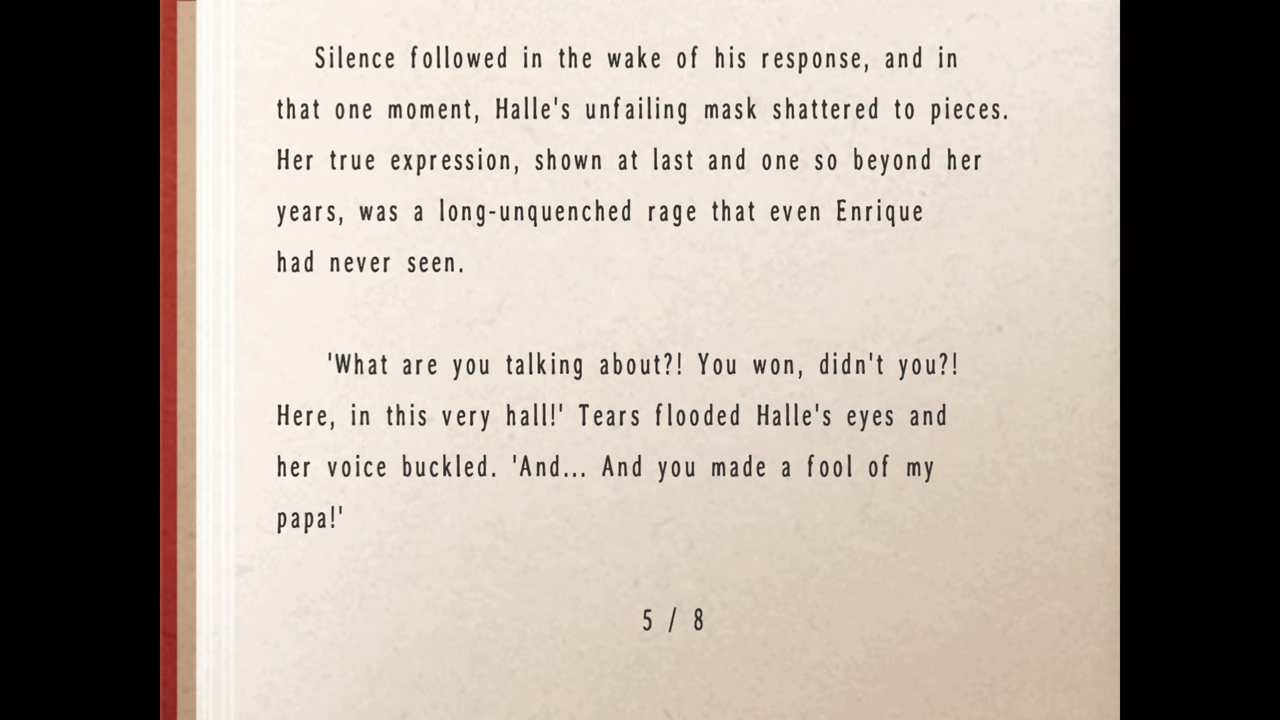 Silence followed in the wake of his response, and in
that one moment, Halle's unfailing mask shattered to pieces.
Her true expression, shown at last and one so beyond her
years, was a long-unquenched rage that even Enrique
had never seen.
'What are you talking about?! You won, didn't you?!
Here, in this very hall!' Tears flooded Halle's eyes and
her voice buckled. 'And... And you made a fool of my
papa!'
5 / 8